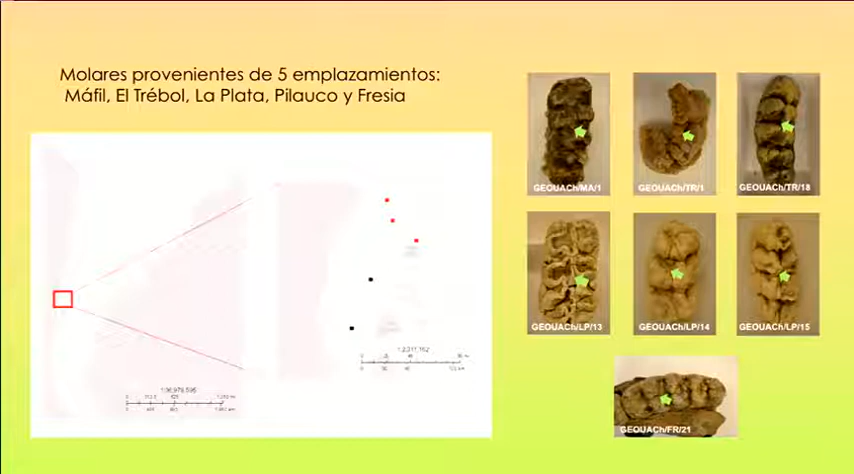 Molares provenientes de 5 emplazamientos:
Máfil, El Trébol, La Plata, Pilauco y Fresia
GEOUACh/MA/1
GEOUACh/TR/1
GEOUACh/TR/18
GEOUACh/LP/13
GEOUACh/LP/14
GEOUACh/LP/15
GEOUACh/FR/21